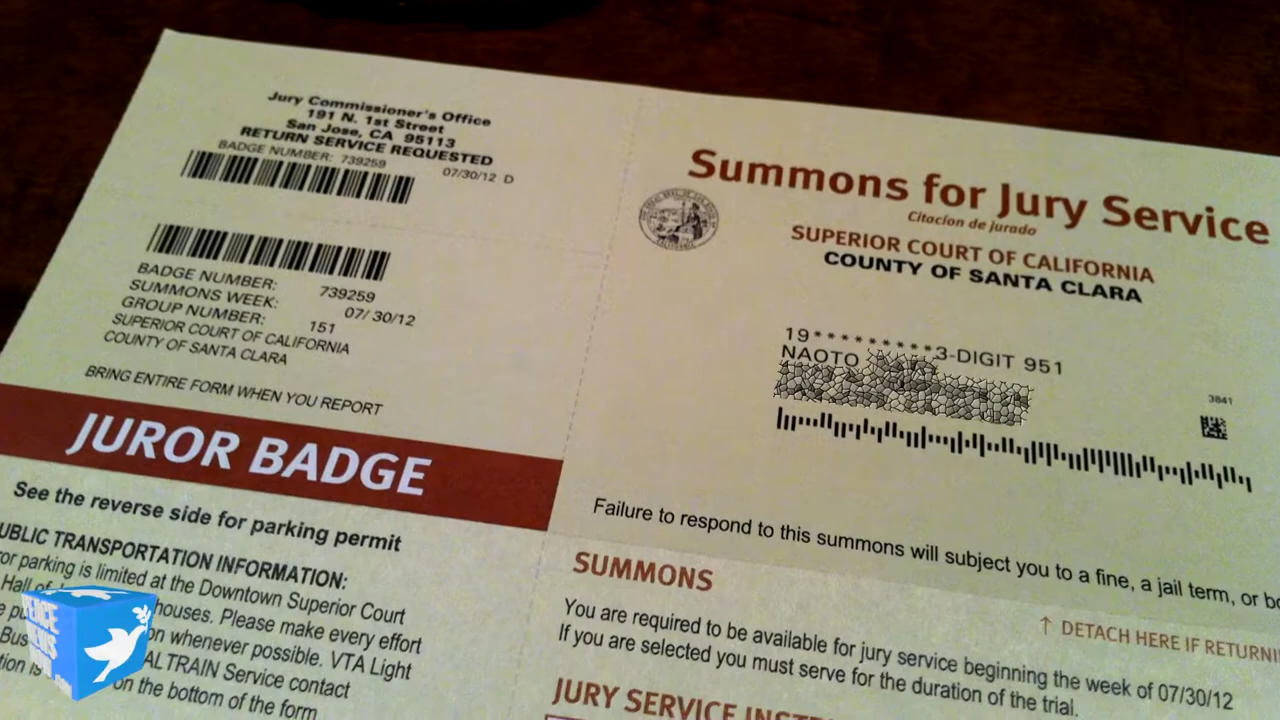 Jury Commissioner's Office
191 N. 1st Street
San Jose, CA 95113
RETURN SERVICE REQUESTED
BADGE NUMBER: 739259
07/30/12 D
BADGE NUMBER: 739259
SUMMONS WEEK: 07/30/12
GROUP NUMBER: 151
SUPERIOR COURT OF CALIFORNIA
COUNTY OF SANTA CLARA
BRING ENTIRE FORM WHEN YOU REPORT
JUROR BADGE
See the reverse side for parking permit
UBLIC TRANSPORTATION INFORMATION:
or parking is limited at the Downtown Superior Court
Hall of houses. Please make every effort
on whenever possible. VTA Light
Bus ALTRAIN Service contact
tion is on the bottom of the form
PEACE
NEWS
Summons for Jury Service
Citacion de jurado
SUPERIOR COURT OF CALIFORNIA
COUNTY OF SANTA CLARA
19*********3-DIGIT 951
NAOTO
3841
Failure to respond to this summons will subject you to a fine, a jail term, or bo
↑ DETACH HERE IF RETURNI
SUMMONS
You are required to be available for jury service beginning the week of 07/30/12
If you are selected you must serve for the duration of the trial.
JURY SERVICE INST